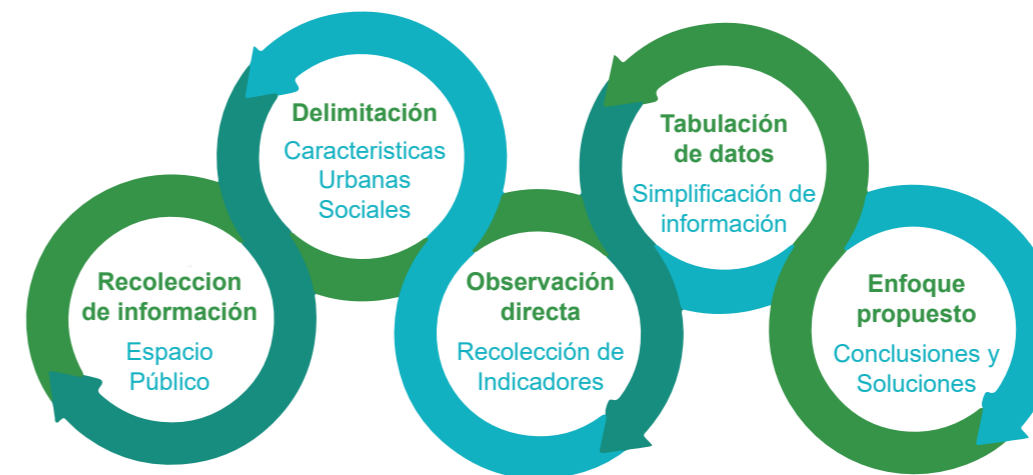 Recoleccion
de información
Espacio
Público
Delimitación
Caracteristicas
Urbanas
Sociales
Observación
directa
Recolección de
Indicadores
Tabulación
de datos
Simplificación de
información
Enfoque
propuesto
Conclusiones y
Soluciones